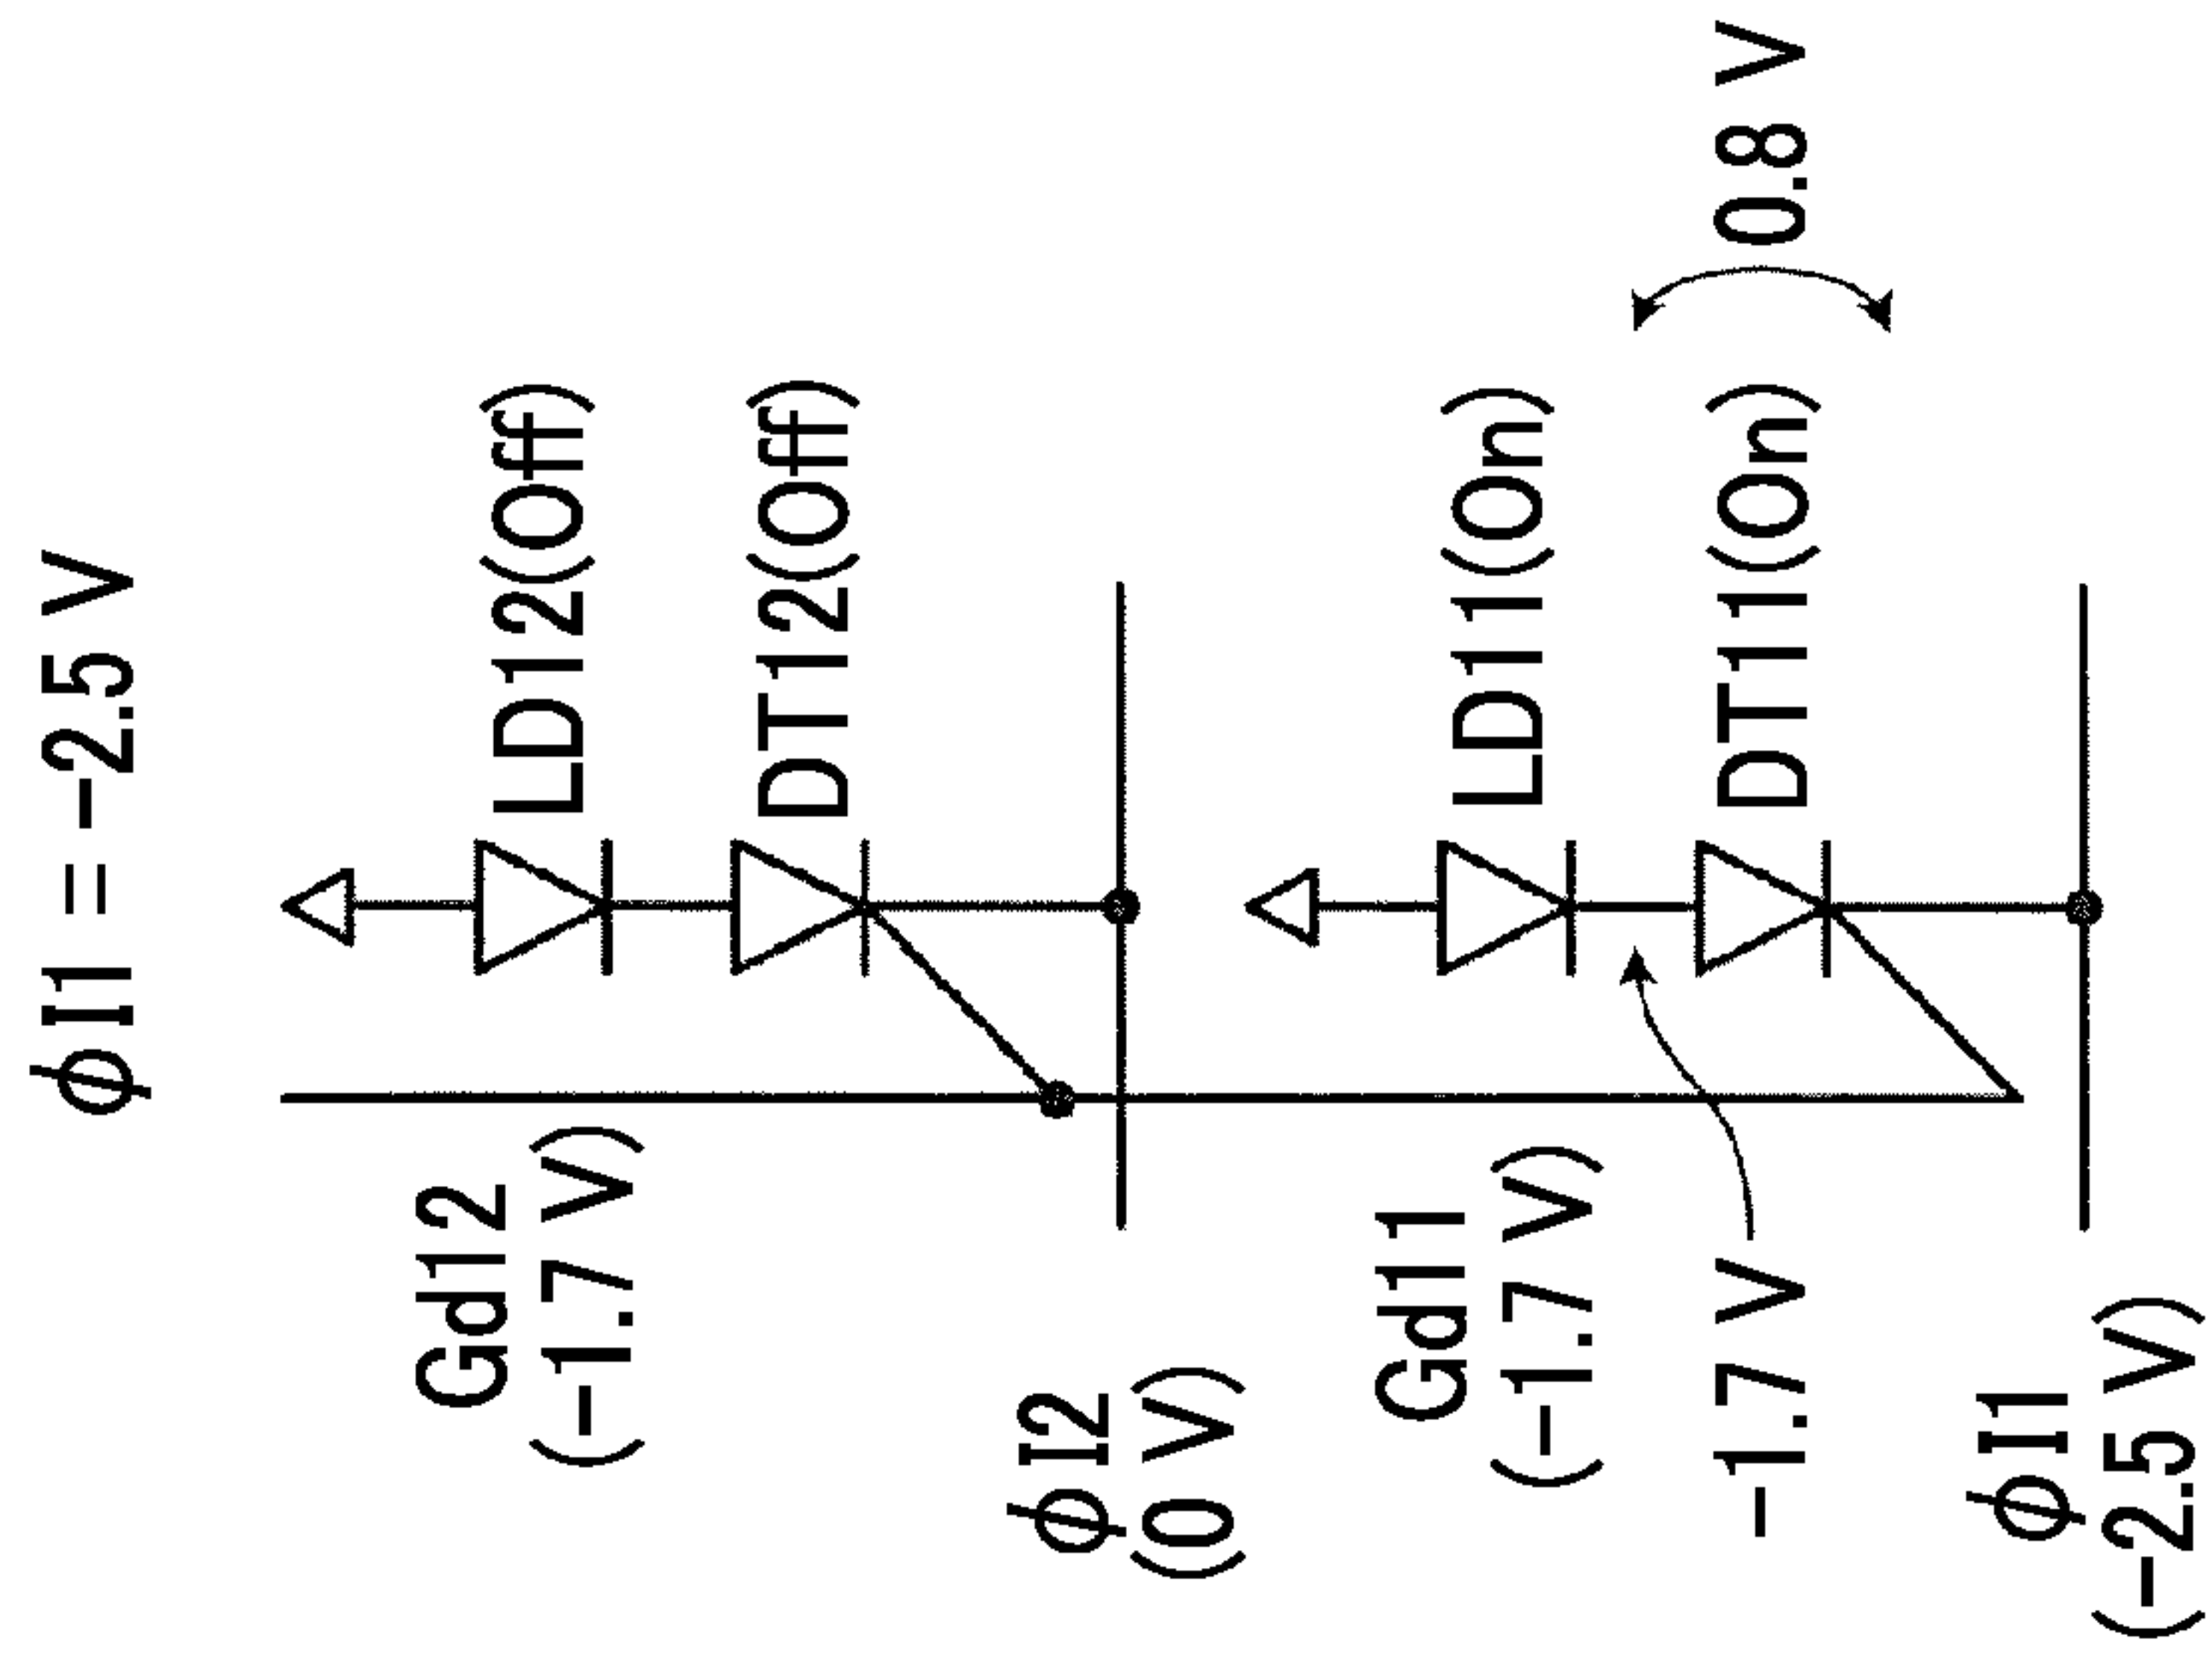 ϕI1 = -2.5 V
LD12(Off)
DT12(Off)
Gd12
(-1.7 V)
ϕI2
(0 V)
LD11(On)
DT11(On)
0.8 V
Gd11
(-1.7 V)
-1.7 V
ϕI1
(-2.5 V)